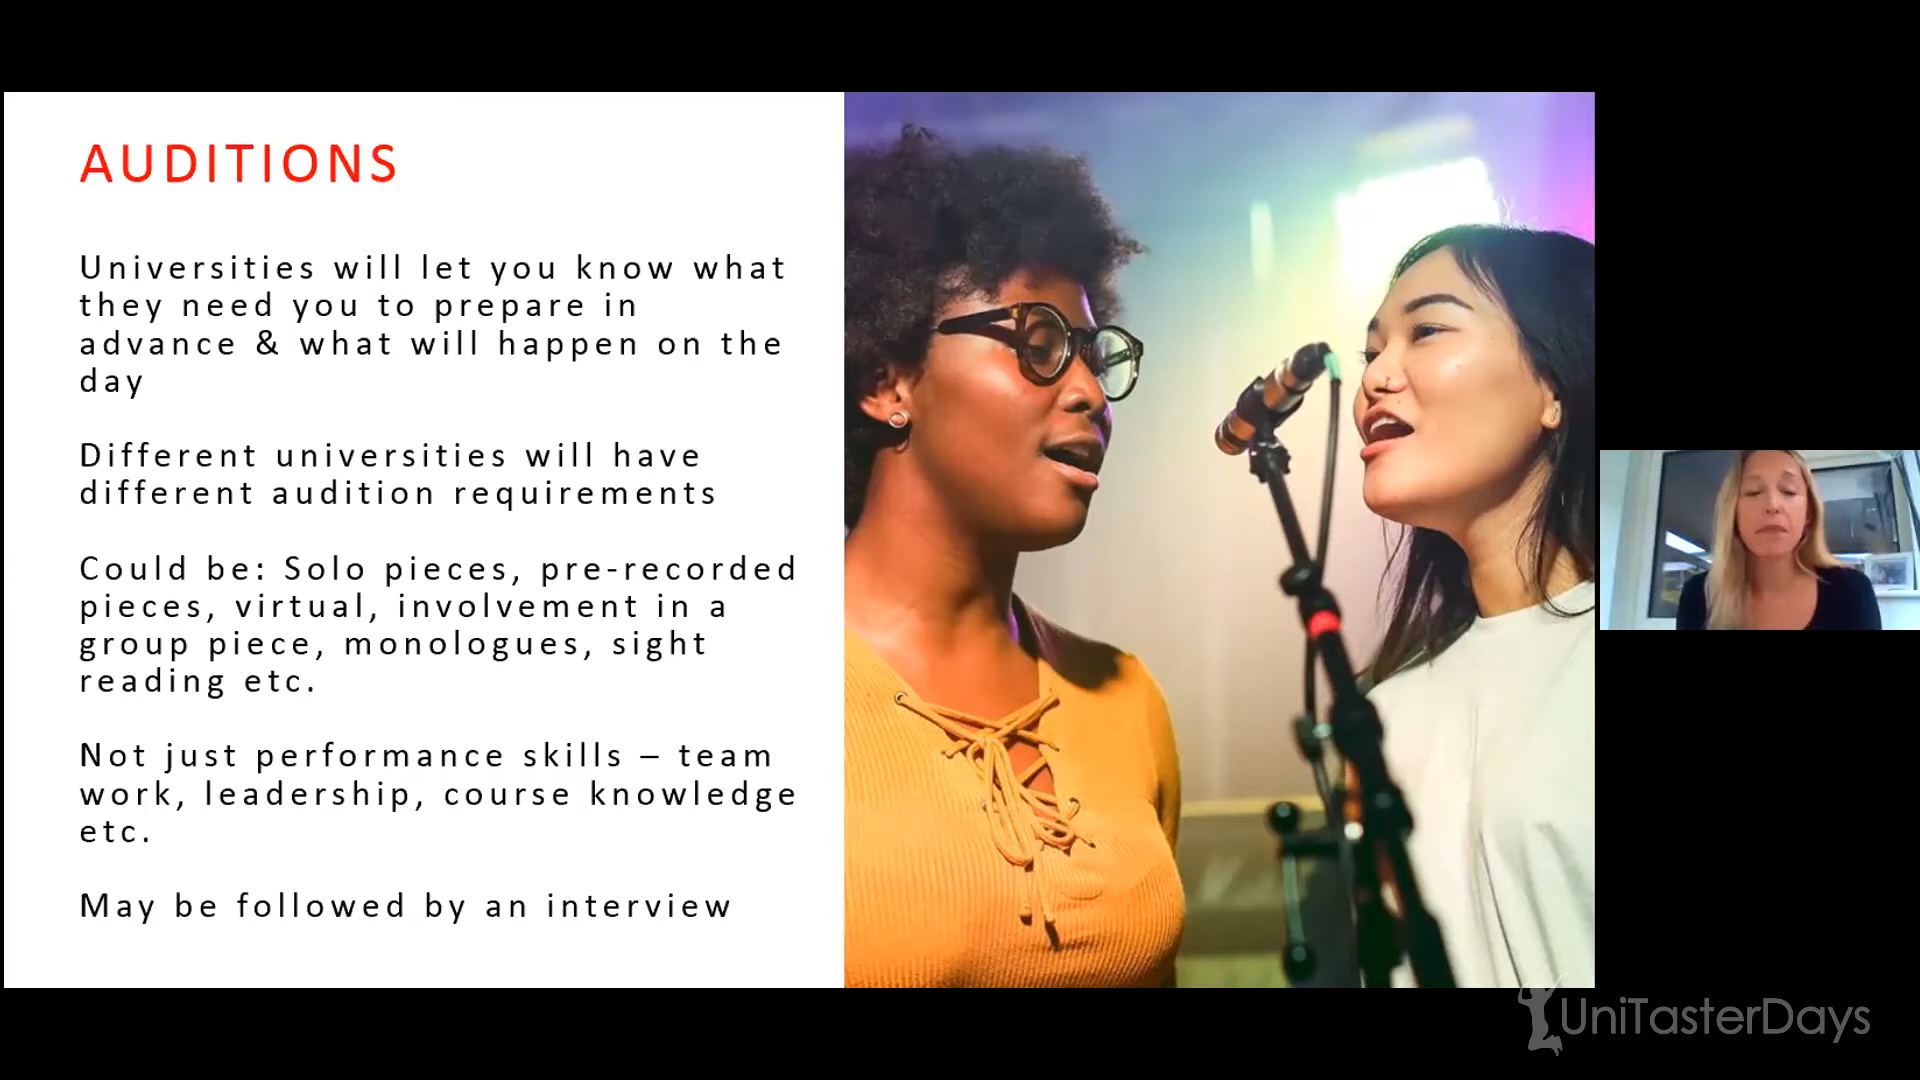 AUDITIONS
Universities will let you know what
they need you to prepare in
advance & what will happen on the
day
Different universities will have
different audition requirements
Could be: Solo pieces, pre-recorded
pieces, virtual, involvement in a
group piece, monologues, sight
reading etc.
Not just performance skills – team
work, leadership, course knowledge
etc.
May be followed by an interview
UniTasterDays